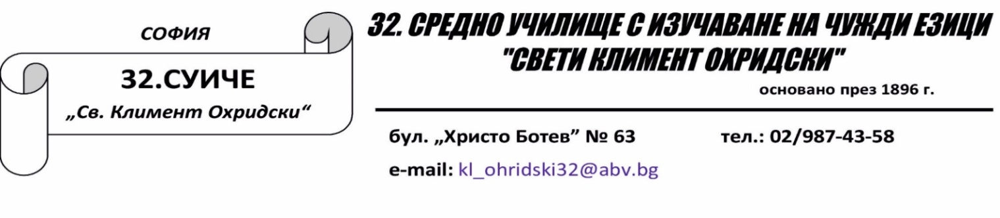 СОФИЯ
32.СУИЧЕ
„Св. Климент Охридски“
32. СРЕДНО УЧИЛИЩЕ С ИЗУЧАВАНЕ НА ЧУЖДИ ЕЗИЦИ
"СВЕТИ КЛИМЕНТ ОХРИДСКИ"
основано през 1896 г.
бул. „Христо Ботев” № 63 тел.: 02/987-43-58
e-mail: kl_ohridski32@abv.bg